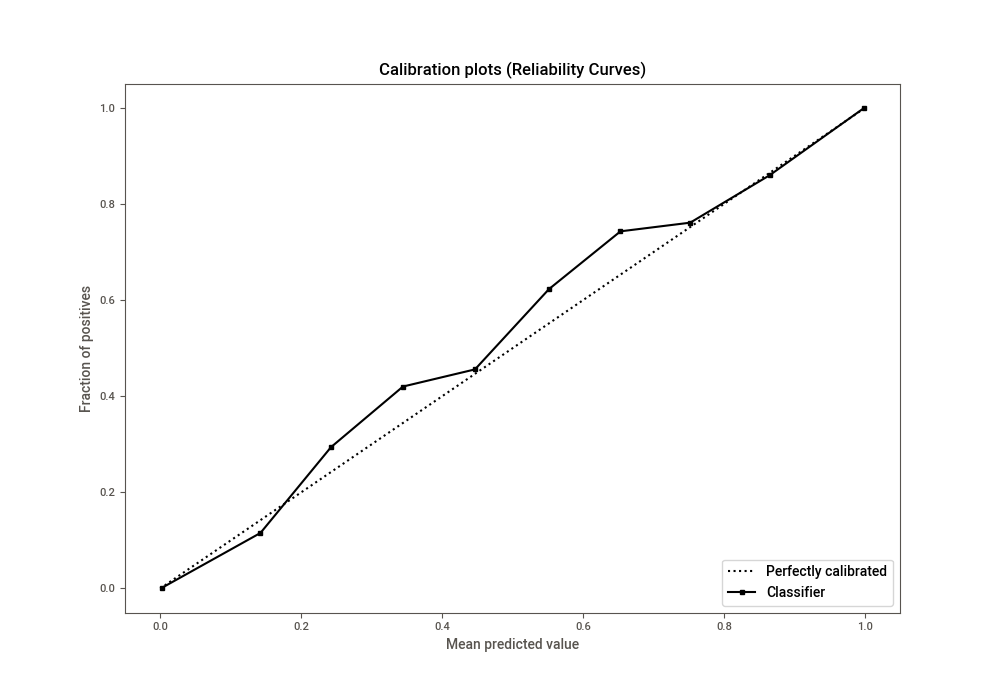 Calibration plots (Reliability Curves)
1.0
0.8
0.6
0.4
0.2
0.0
Fraction of positives
0.0 0.2 0.4 0.6 0.8 1.0
Mean predicted value
Perfectly calibrated
Classifier